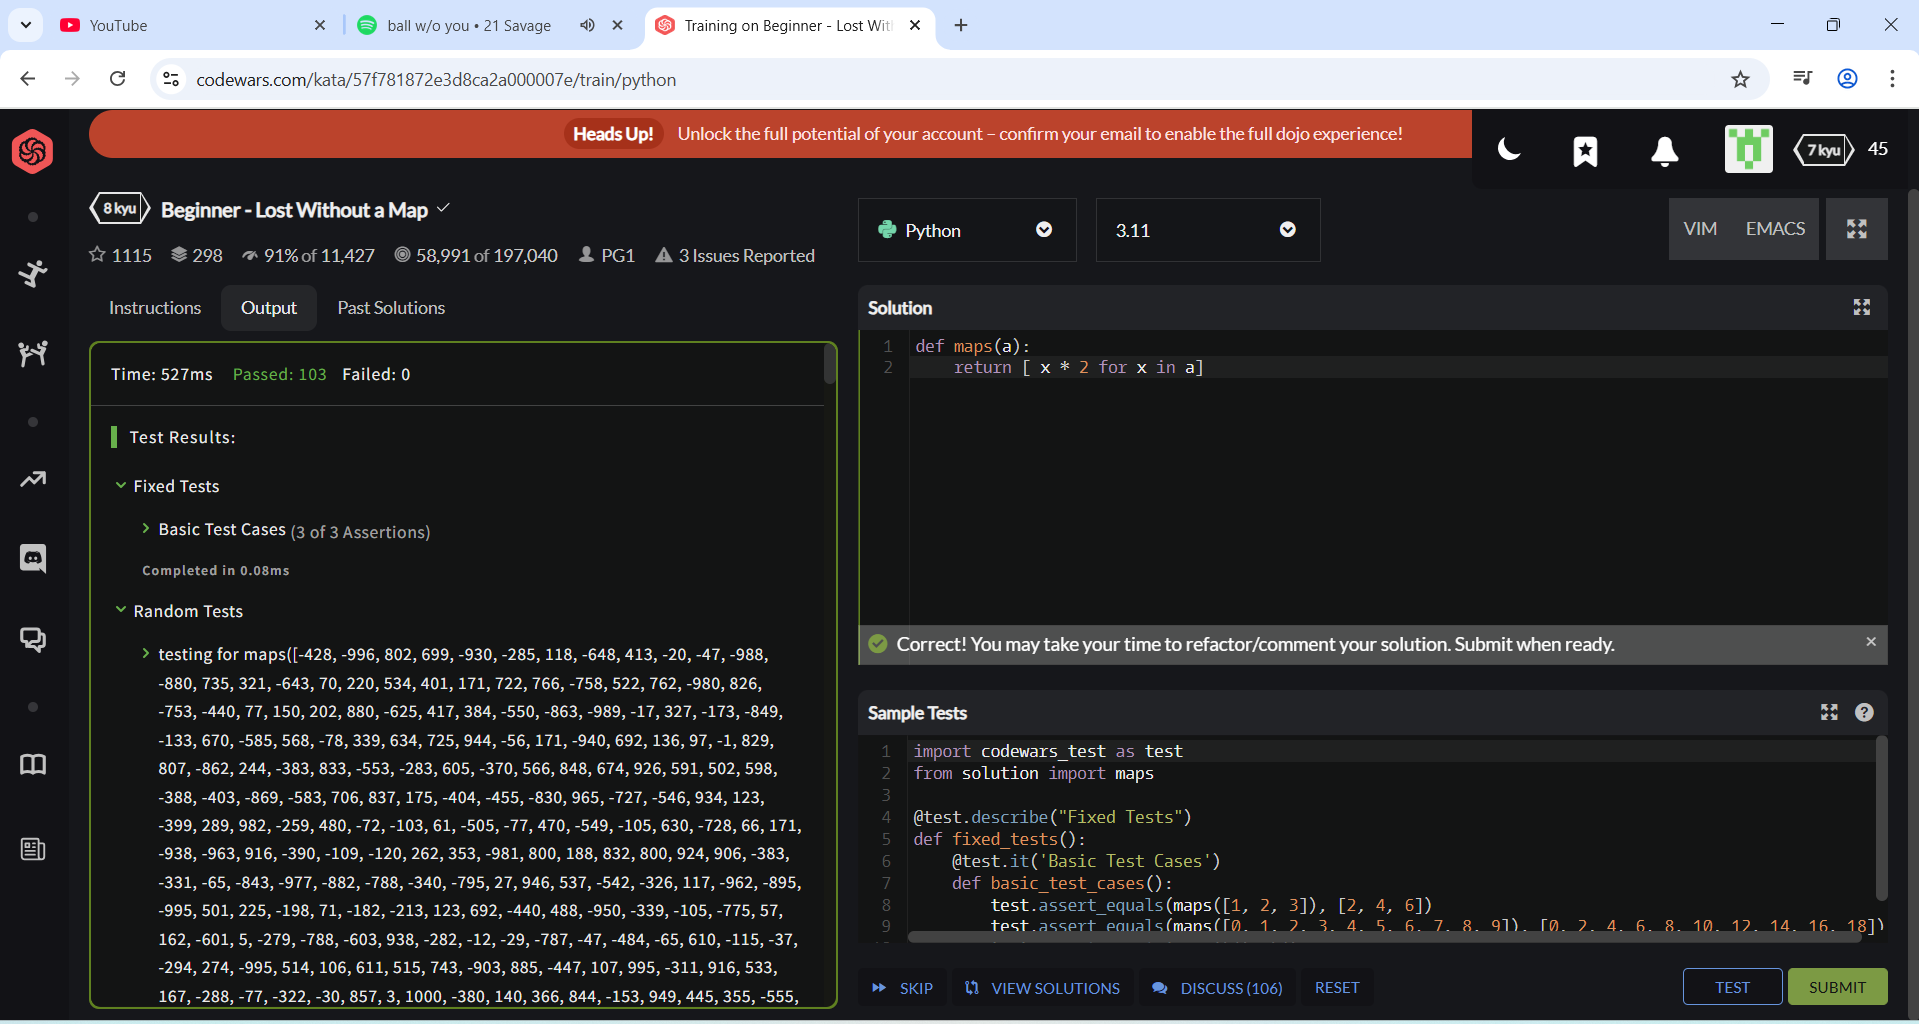 YouTube
ball w/o you • 21 Savage
Training on Beginner - Lost Wit
codewars.com/kata/57f781872e3d8ca2a000007e/train/python
Heads Up! Unlock the full potential of your account – confirm your email to enable the full dojo experience!
7 kyu 45
8 kyu Beginner - Lost Without a Map
1115 298 91% of 11,427 58,991 of 197,040 PG1 3 Issues Reported
Python
3.11
VIM EMACS
Instructions Output Past Solutions
Time: 527ms Passed: 103 Failed: 0
Test Results:
Fixed Tests
Basic Test Cases (3 of 3 Assertions)
Completed in 0.08ms
Random Tests
testing for maps([-428, -996, 802, 699, -930, -285, 118, -648, 413, -20, -47, -988,
-880, 735, 321, -643, 70, 220, 534, 401, 171, 722, 766, -758, 522, 762, -980, 826,
-753, -440, 77, 150, 202, 880, -625, 417, 384, -550, -863, -989, -17, 327, -173, -849,
-133, 670, -585, 568, -78, 339, 634, 725, 944, -56, 171, -940, 692, 136, 97, -1, 829,
807, -862, 244, -383, 833, -553, -283, 605, -370, 566, 848, 674, 926, 591, 502, 598,
-388, -403, -869, -583, 706, 837, 175, -404, -455, -830, 965, -727, -546, 934, 123,
-399, 289, 982, -259, 480, -72, -103, 61, -505, -77, 470, -549, -105, 630, -728, 66, 171,
-938, -963, 916, -390, -109, -120, 262, 353, -981, 800, 188, 832, 800, 924, 906, -383,
-331, -65, -843, -977, -882, -788, -340, -795, 27, 946, 537, -542, -326, 117, -962, -895,
-995, 501, 225, -198, 71, -182, -213, 123, 692, -440, 488, -950, -339, -105, -775, 57,
162, -601, 5, -279, -788, -603, 938, -282, -12, -29, -787, -47, -484, -65, 610, -115, -37,
-294, 274, -995, 514, 106, 611, 515, 743, -903, 885, -447, 107, 995, -311, 916, 533,
167, -288, -77, -322, -30, 857, 3, 1000, -380, 140, 366, 844, -153, 949, 445, 355, -555,
Solution
1 def maps(a):
2 return [ x * 2 for x in a]
Correct! You may take your time to refactor/comment your solution. Submit when ready.
Sample Tests
1 import codewars_test as test
2 from solution import maps
3
4 @test.describe("Fixed Tests")
5 def fixed_tests():
6 @test.it('Basic Test Cases')
7 def basic_test_cases():
8 test.assert_equals(maps([1, 2, 3]), [2, 4, 6])
9 test.assert_equals(maps([0, 1, 2, 3, 4, 5, 6, 7, 8, 9]), [0, 2, 4, 6, 8, 10, 12, 14, 16, 18])
SKIP VIEW SOLUTIONS DISCUSS (106) RESET TEST SUBMIT